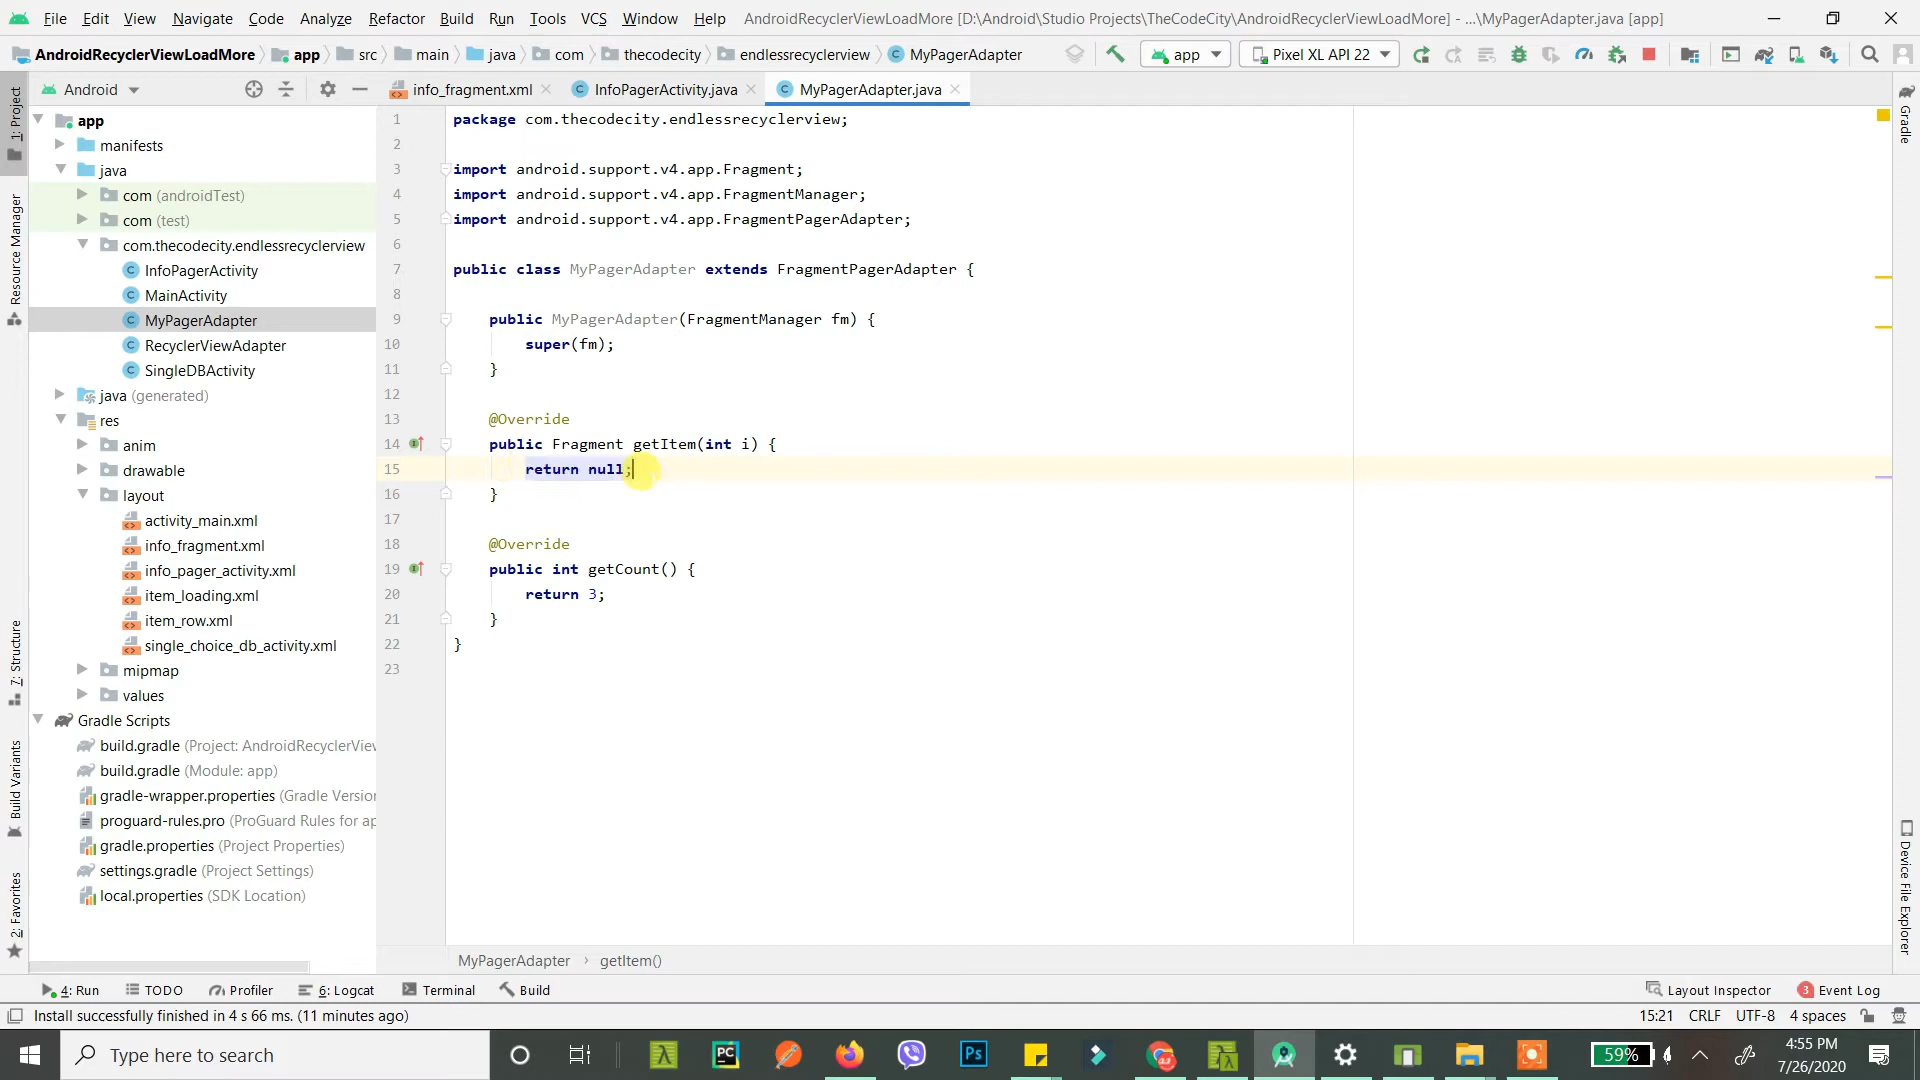 File Edit View Navigate Code Analyze Refactor Build Run Tools VCS Window Help AndroidRecyclerViewLoadMore [D:\Android\Studio Projects\TheCodeCity\AndroidRecyclerViewLoadMore] - ...\MyPagerAdapter.java [app]
AndroidRecyclerViewLoadMore app src main java com thecodecity endlessrecyclerview MyPagerAdapter app Pixel XL API 22
Android info_fragment.xml InfoPagerActivity.java MyPagerAdapter.java
1: Project
Resource Manager
7: Structure
Build Variants
2: Favorites
app
manifests
java
com (androidTest)
com (test)
com.thecodecity.endlessrecyclerview
InfoPagerActivity
MainActivity
MyPagerAdapter
RecyclerViewAdapter
SingleDBActivity
java (generated)
res
anim
drawable
layout
activity_main.xml
info_fragment.xml
info_pager_activity.xml
item_loading.xml
item_row.xml
single_choice_db_activity.xml
mipmap
values
Gradle Scripts
build.gradle (Project: AndroidRecyclerViev
build.gradle (Module: app)
gradle-wrapper.properties (Gradle Version
proguard-rules.pro (ProGuard Rules for ap
gradle.properties (Project Properties)
settings.gradle (Project Settings)
local.properties (SDK Location)
1 package com.thecodecity.endlessrecyclerview;
2
3 import android.support.v4.app.Fragment;
4 import android.support.v4.app.FragmentManager;
5 import android.support.v4.app.FragmentPagerAdapter;
6
7 public class MyPagerAdapter extends FragmentPagerAdapter {
8
9 public MyPagerAdapter(FragmentManager fm) {
10 super(fm);
11 }
12
13 @Override
14 public Fragment getItem(int i) {
15 return null;
16 }
17
18 @Override
19 public int getCount() {
20 return 3;
21 }
22 }
23
Gradle
Device File Explorer
MyPagerAdapter › getItem()
4: Run TODO Profiler 6: Logcat Terminal Build Layout Inspector 3 Event Log
Install successfully finished in 4 s 66 ms. (11 minutes ago) 15:21 CRLF UTF-8 4 spaces
Type here to search PC Ps 59% 4:55 PM
7/26/2020